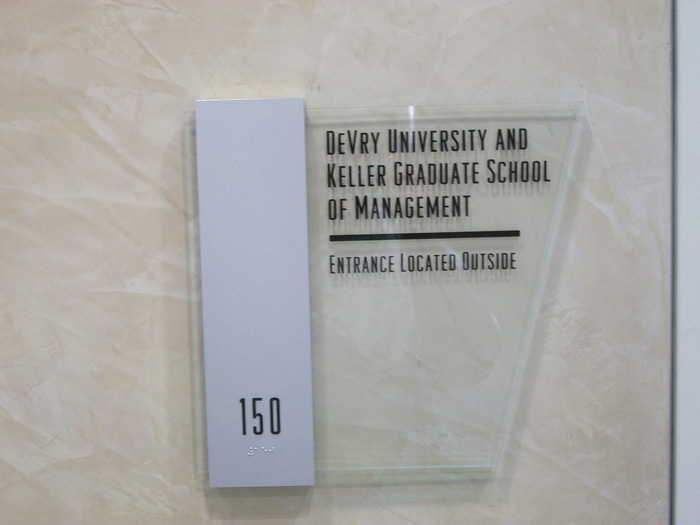 DEVRY UNIVERSITY AND
KELLER GRADUATE SCHOOL
OF MANAGEMENT
ENTRANCE LOCATED OUTSIDE
150